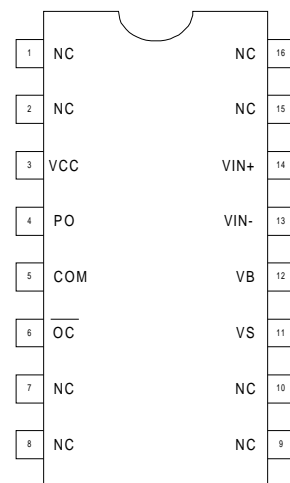 1 NC NC 16
2 NC NC 15
3 VCC VIN+ 14
4 PO VIN- 13
5 COM VB 12
6 O̅C̅ VS 11
7 NC NC 10
8 NC NC 9